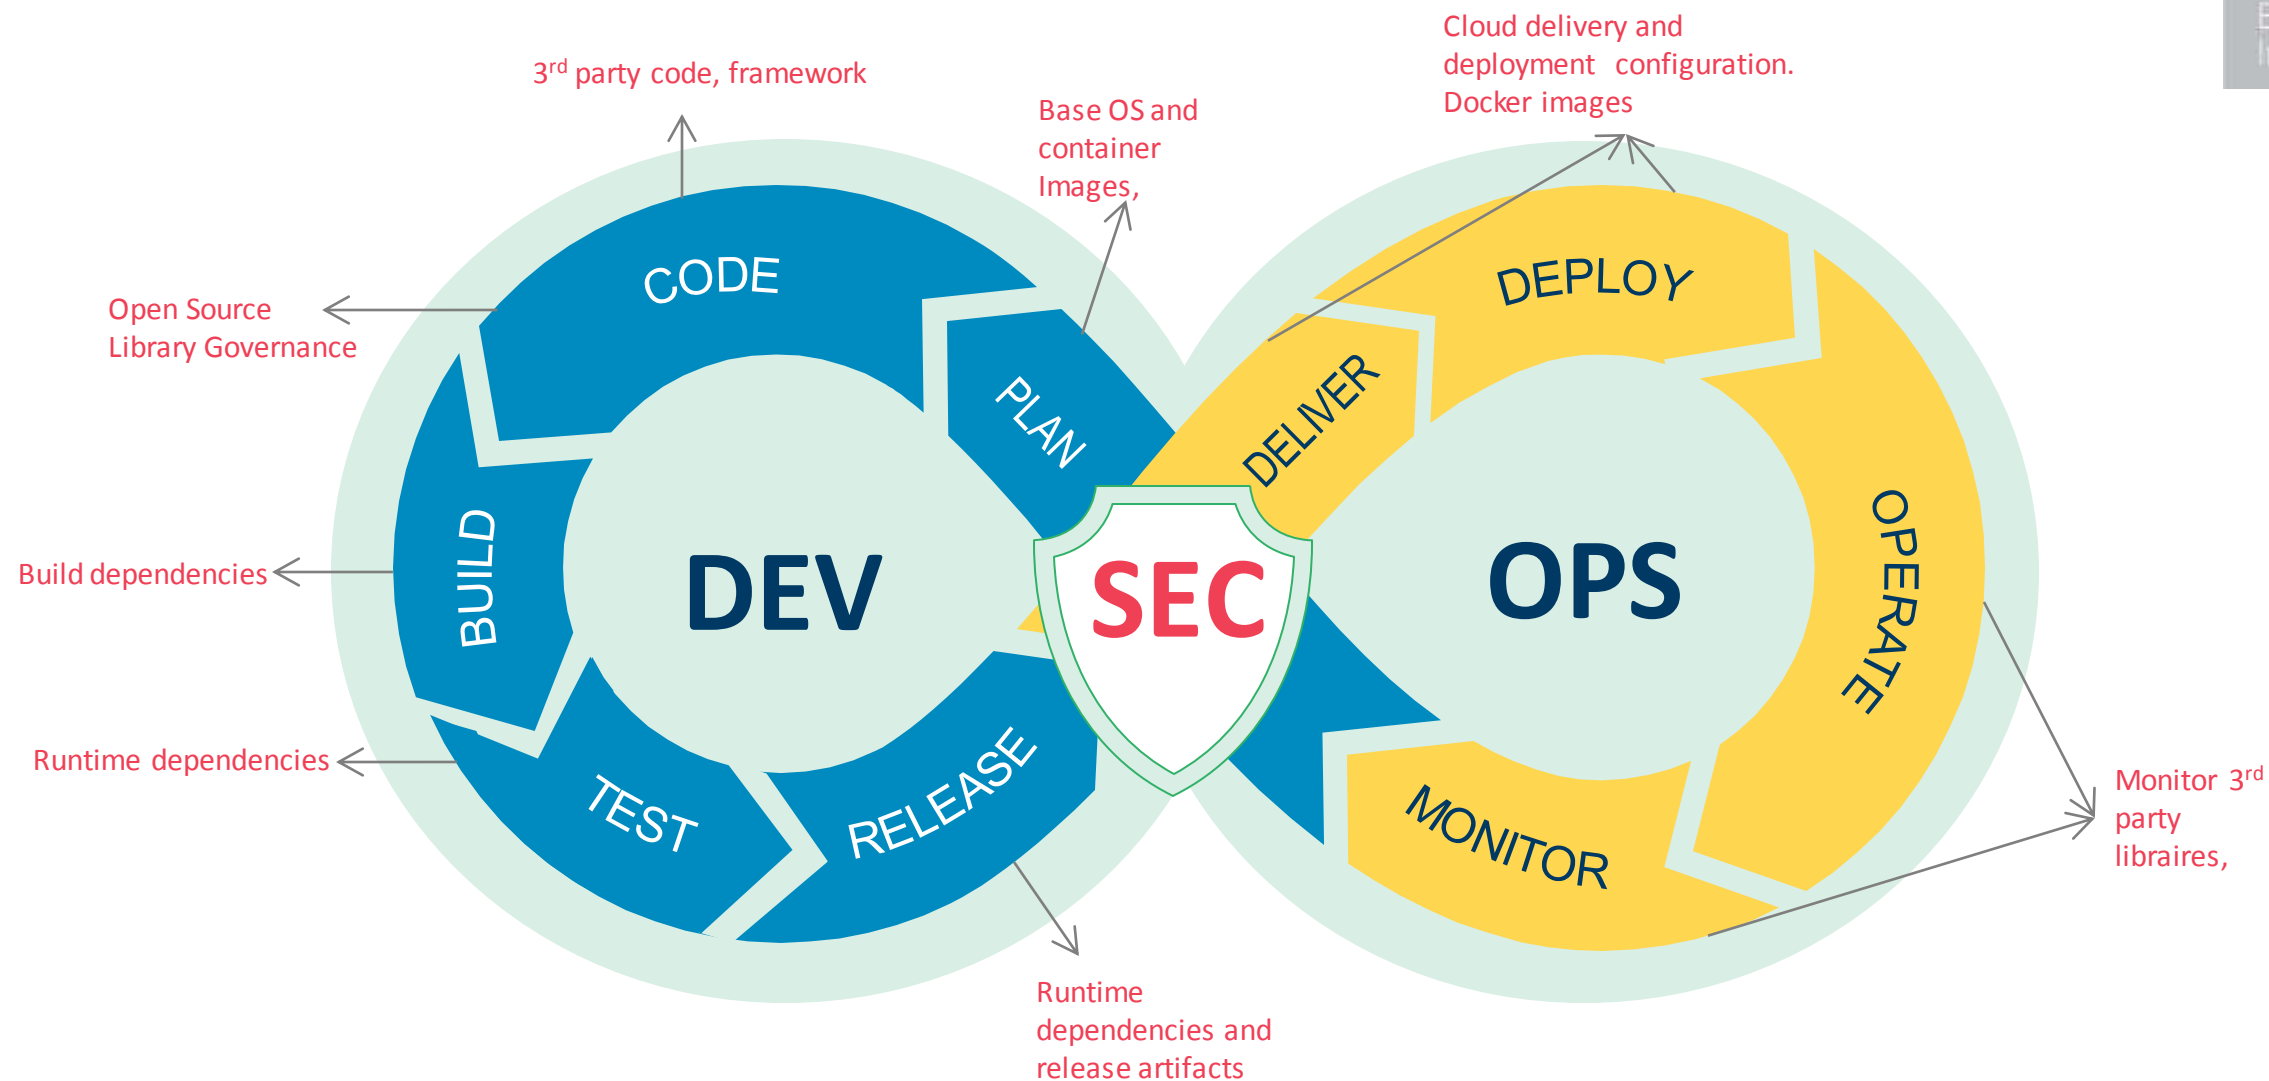 Cloud delivery and
deployment configuration.
Docker images
3rd party code, framework
Base OS and
container
Images,
CODE
DEPLOY
Open Source
Library Governance
PLAN
DELIVER
BUILD
OPERATE
DEV
SEC
OPS
Build dependencies
Runtime dependencies
TEST
RELEASE
MONITOR
Monitor 3rd
party
libraires,
Runtime
dependencies and
release artifacts